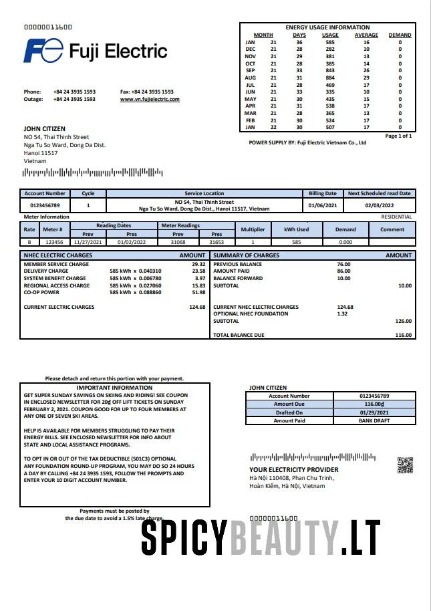 00000011600
Fuji Electric
Phone: +84 24 3935 1593 Fax: +84 24 3935 1593
Outage: +84 24 3935 1593 www.vn.fujielectric.com
ENERGY USAGE INFORMATION
MONTH DAYS USAGE AVERAGE DEMAND
JAN 21 36 585 16 0
DEC 21 28 282 10 0
NOV 21 29 381 13 0
OCT 21 28 385 14 0
SEP 21 33 843 26 0
AUG 21 31 884 29 0
JUL 21 28 469 17 0
JUN 21 33 335 10 0
MAY 21 30 435 15 0
APR 21 31 538 17 0
MAR 21 28 365 13 0
FEB 21 30 524 17 0
JAN 22 30 507 17 0
Page 1 of 1
POWER SUPPLY BY: Fuji Electric Vietnam Co., Ltd
JOHN CITIZEN
NO 54, Thai Thinh Street
Nga Tu So Ward, Dong Da Dist.
Hanoi 11517
Vietnam
Account Number Cycle Service Location Billing Date Next Scheduled read Date
0123456789 1 NO 54, Thai Thinh Street
Nga Tu So Ward, Dong Da Dist., Hanoi 11517, Vietnam 01/06/2021 02/03/2022
Meter Information RESIDENTIAL
Rate Meter # Reading Dates Meter Readings Multiplier kWh Used Demand Comment
Prev Pres Prev Pres
B 123456 11/27/2021 01/02/2022 31068 31653 1 585 0.000
NHEC ELECTRIC CHARGES AMOUNT
MEMBER SERVICE CHARGE 29.32
DELIVERY CHARGE 585 kWh x 0.040310 23.58
SYSTEM BENEFIT CHARGE 585 kWh x 0.006780 3.97
REGIONAL ACCESS CHARGE 585 kWh x 0.027060 15.83
CO-OP POWER 585 kWh x 0.088860 51.98
CURRENT ELECTRIC CHARGES 124.68
SUMMARY OF CHARGES AMOUNT
PREVIOUS BALANCE 76.00
AMOUNT PAID 86.00
BALANCE FORWARD 10.00
SUBTOTAL 10.00
CURRENT NHEC ELECTRIC CHARGES 124.68
OPTIONAL NHEC FOUNDATION 1.32
SUBTOTAL 126.00
TOTAL BALANCE DUE 116.00
Please detach and return this portion with your payment.
IMPORTANT INFORMATION
GET SUPER SUNDAY SAVINGS ON SKIING AND RIDING! SEE COUPON
IN ENCLOSED NEWSLETTER FOR 20₫ OFF LIFT TICKETS ON SUNDAY
FEBRUARY 2, 2021. COUPON GOOD FOR UP TO FOUR MEMBERS AT
ANY ONE OF SEVEN SKI AREAS.
HELP IS AVAILABLE FOR MEMBERS STRUGGLING TO PAY THEIR
ENERGY BILLS. SEE ENCLOSED NEWSLETTER FOR INFO ABOUT
STATE AND LOCAL ASSISTANCE PROGRAMS.
TO OPT IN OR OUT OF THE TAX DEDUCTIBLE (501C3) OPTIONAL
ANY FOUNDATION ROUND-UP PROGRAM, YOU MAY DO SO 24 HOURS
A DAY BY CALLING +84 24 3935 1593, FOLLOW THE PROMPTS AND
ENTER YOUR 10 DIGIT ACCOUNT NUMBER.
Payments must be posted by
the due date to avoid a 1.5% late charge.
JOHN CITIZEN
Account Number 0123456789
Amount Due 116.00₫
Drafted On 01/29/2021
Amount Paid BANK DRAFT
YOUR ELECTRICITY PROVIDER
Hà Nội 110408, Phan Chu Trinh,
Hoàn Kiếm, Hà Nội, Vietnam
00000011600
SPICYBEAUTY.LT